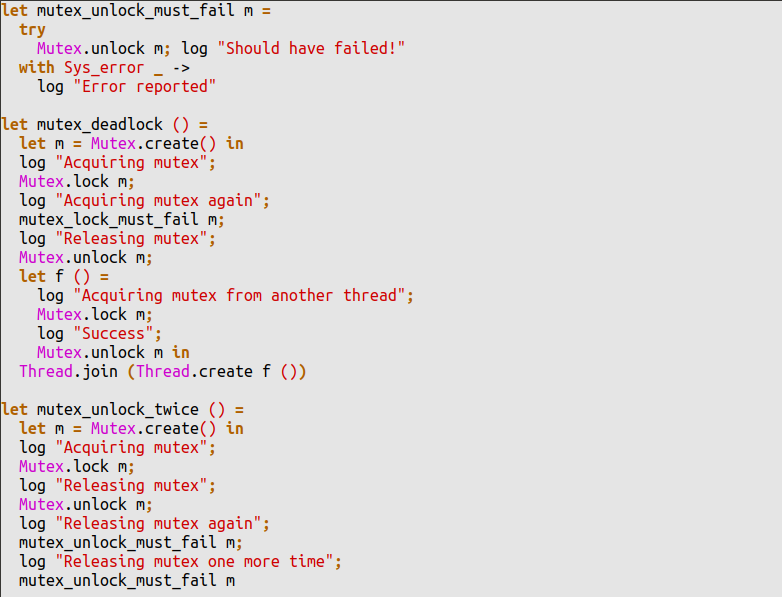 let mutex_unlock_must_fail m =
  try
    Mutex.unlock m; log "Should have failed!"
  with Sys_error _ ->
    log "Error reported"

let mutex_deadlock () =
  let m = Mutex.create() in
  log "Acquiring mutex";
  Mutex.lock m;
  log "Acquiring mutex again";
  mutex_lock_must_fail m;
  log "Releasing mutex";
  Mutex.unlock m;
  let f () =
    log "Acquiring mutex from another thread";
    Mutex.lock m;
    log "Success";
    Mutex.unlock m in
  Thread.join (Thread.create f ())

let mutex_unlock_twice () =
  let m = Mutex.create() in
  log "Acquiring mutex";
  Mutex.lock m;
  log "Releasing mutex";
  Mutex.unlock m;
  log "Releasing mutex again";
  mutex_unlock_must_fail m;
  log "Releasing mutex one more time";
  mutex_unlock_must_fail m